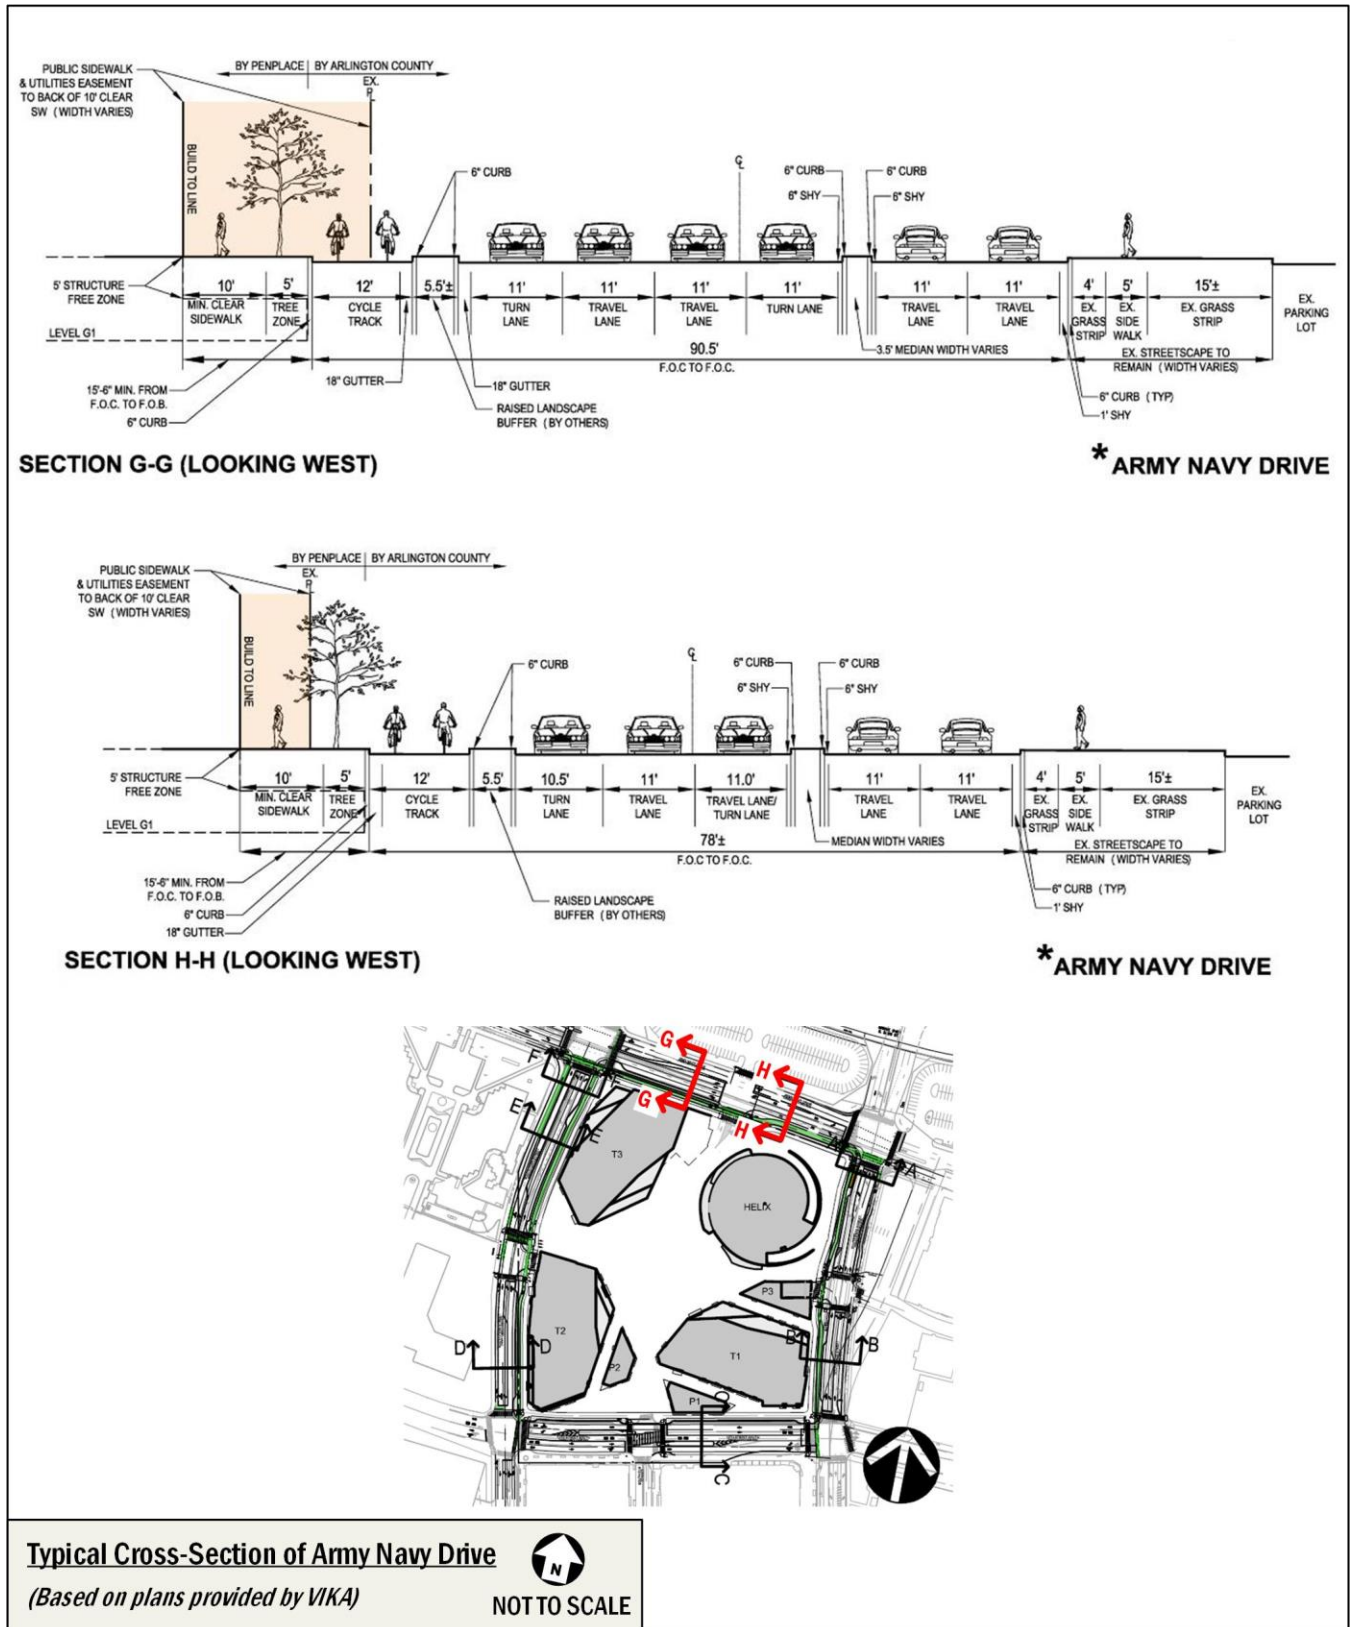 BY PENPLACE BY ARLINGTON COUNTY
PUBLIC SIDEWALK
& UTILITIES EASEMENT
TO BACK OF 10' CLEAR
SW (WIDTH VARIES)
EX.
BUILD TO LINE
6" CURB
6" CURB
6" SHY
6" CURB
6" SHY
5' STRUCTURE
FREE ZONE
LEVEL G1
10'
MIN. CLEAR
SIDEWALK
5'
TREE
ZONE
12'
CYCLE
TRACK
5.5'±
11'
TURN
LANE
11'
TRAVEL
LANE
11'
TRAVEL
LANE
11'
TURN LANE
11'
TRAVEL
LANE
11'
TRAVEL
LANE
4'
EX.
GRASS
STRIP
5'
EX.
SIDE
WALK
15'±
EX. GRASS
STRIP
EX.
PARKING
LOT
90.5'
F.O.C TO F.O.C.
3.5' MEDIAN WIDTH VARIES
EX. STREETSCAPE TO
REMAIN (WIDTH VARIES)
15'-6" MIN. FROM
F.O.C. TO F.O.B.
6" CURB
18" GUTTER
18" GUTTER
RAISED LANDSCAPE
BUFFER (BY OTHERS)
6" CURB (TYP)
1' SHY
SECTION G-G (LOOKING WEST)
* ARMY NAVY DRIVE
BY PENPLACE BY ARLINGTON COUNTY
PUBLIC SIDEWALK
& UTILITIES EASEMENT
TO BACK OF 10' CLEAR
SW (WIDTH VARIES)
EX.
BUILD TO LINE
6" CURB
6" CURB
6" SHY
6" CURB
6" SHY
5' STRUCTURE
FREE ZONE
LEVEL G1
10'
MIN. CLEAR
SIDEWALK
5'
TREE
ZONE
12'
CYCLE
TRACK
5.5'
10.5'
TURN
LANE
11'
TRAVEL
LANE
11.0'
TRAVEL LANE/
TURN LANE
11'
TRAVEL
LANE
11'
TRAVEL
LANE
4'
EX.
GRASS
STRIP
5'
EX.
SIDE
WALK
15'±
EX. GRASS
STRIP
EX.
PARKING
LOT
78'±
F.O.C TO F.O.C.
MEDIAN WIDTH VARIES
EX. STREETSCAPE TO
REMAIN (WIDTH VARIES)
15'-6" MIN. FROM
F.O.C. TO F.O.B.
6" CURB
18" GUTTER
RAISED LANDSCAPE
BUFFER (BY OTHERS)
6" CURB (TYP)
1' SHY
SECTION H-H (LOOKING WEST)
*ARMY NAVY DRIVE
G
G
H
H
F
F
E
E
A
A
T3
HELIX
P3
T2
P2
T1
P1
D
D
B
B
C
C
Typical Cross-Section of Army Navy Drive
(Based on plans provided by VIKA)
N
NOT TO SCALE